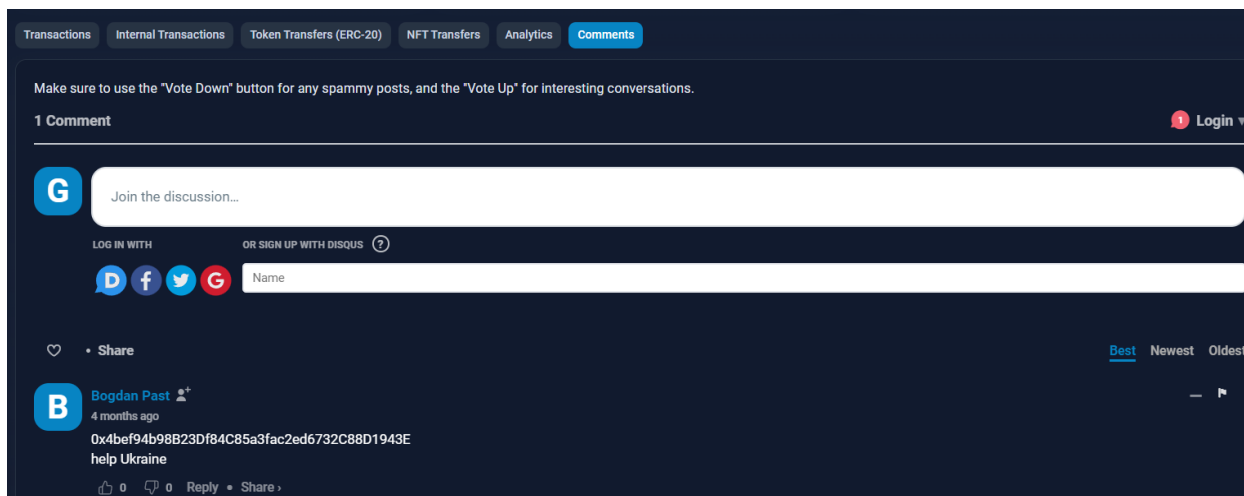 Transactions Internal Transactions Token Transfers (ERC-20) NFT Transfers Analytics Comments
Make sure to use the "Vote Down" button for any spammy posts, and the "Vote Up" for interesting conversations.
1 Comment 1 Login
G Join the discussion...
LOG IN WITH OR SIGN UP WITH DISQUS ?
D f G Name
• Share Best Newest Oldest
B Bogdan Past
4 months ago
0x4bef94b98B23Df84C85a3fac2ed6732C88D1943E
help Ukraine
0 0 Reply • Share ›